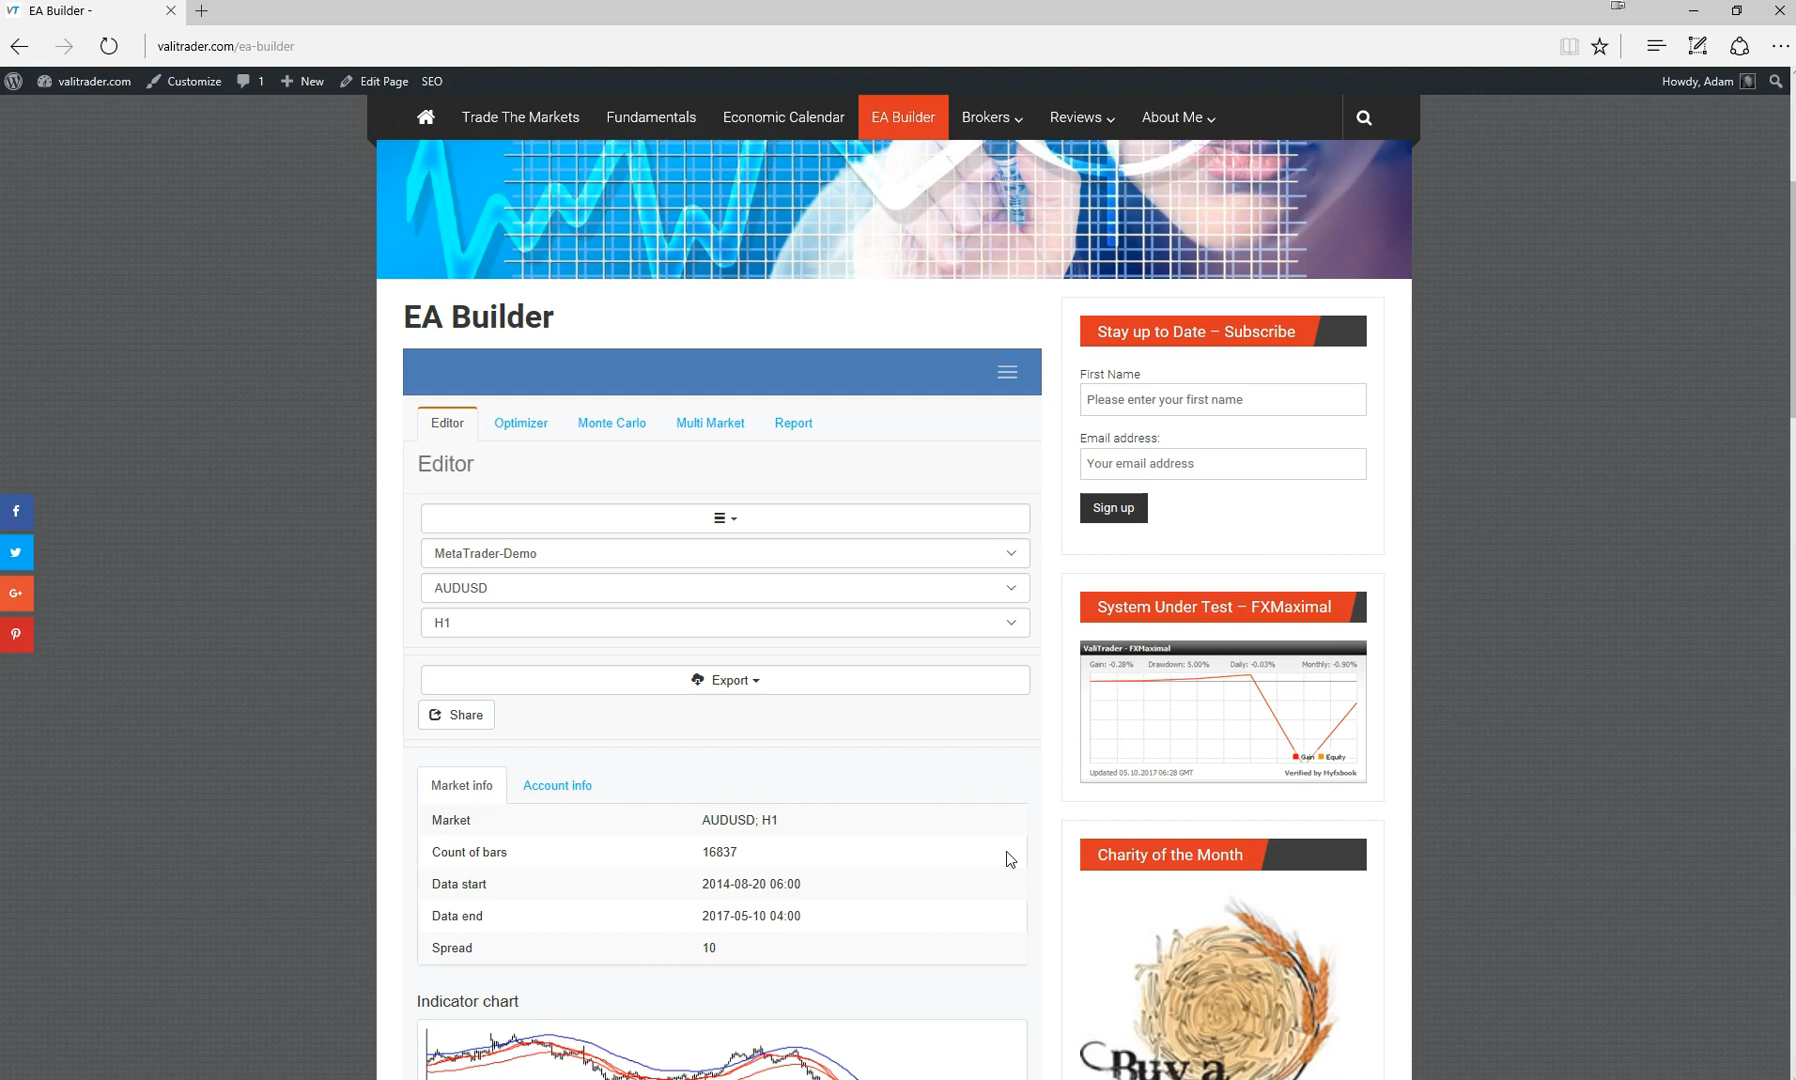 VT EA Builder -
valitrader.com/ea-builder
valitrader.com Customize 1 New Edit Page SEO Howdy, Adam
Trade The Markets Fundamentals Economic Calendar EA Builder Brokers Reviews About Me
EA Builder
Editor Optimizer Monte Carlo Multi Market Report
Editor
MetaTrader-Demo
AUDUSD
H1
Export
Share
Market info Account info
Market AUDUSD; H1
Count of bars 16837
Data start 2014-08-20 06:00
Data end 2017-05-10 04:00
Spread 10
Indicator chart
Stay up to Date – Subscribe
First Name
Please enter your first name
Email address:
Your email address
Sign up
System Under Test – FXMaximal
ValiTrader - FXMaximal
Gain: -0.28% Drawdown: 5.00% Daily: -0.03% Monthly: -0.90%
Gain Equity
Updated 05.10.2017 06:28 GMT Verified by Myfxbook
Charity of the Month
Buy a
f
G+